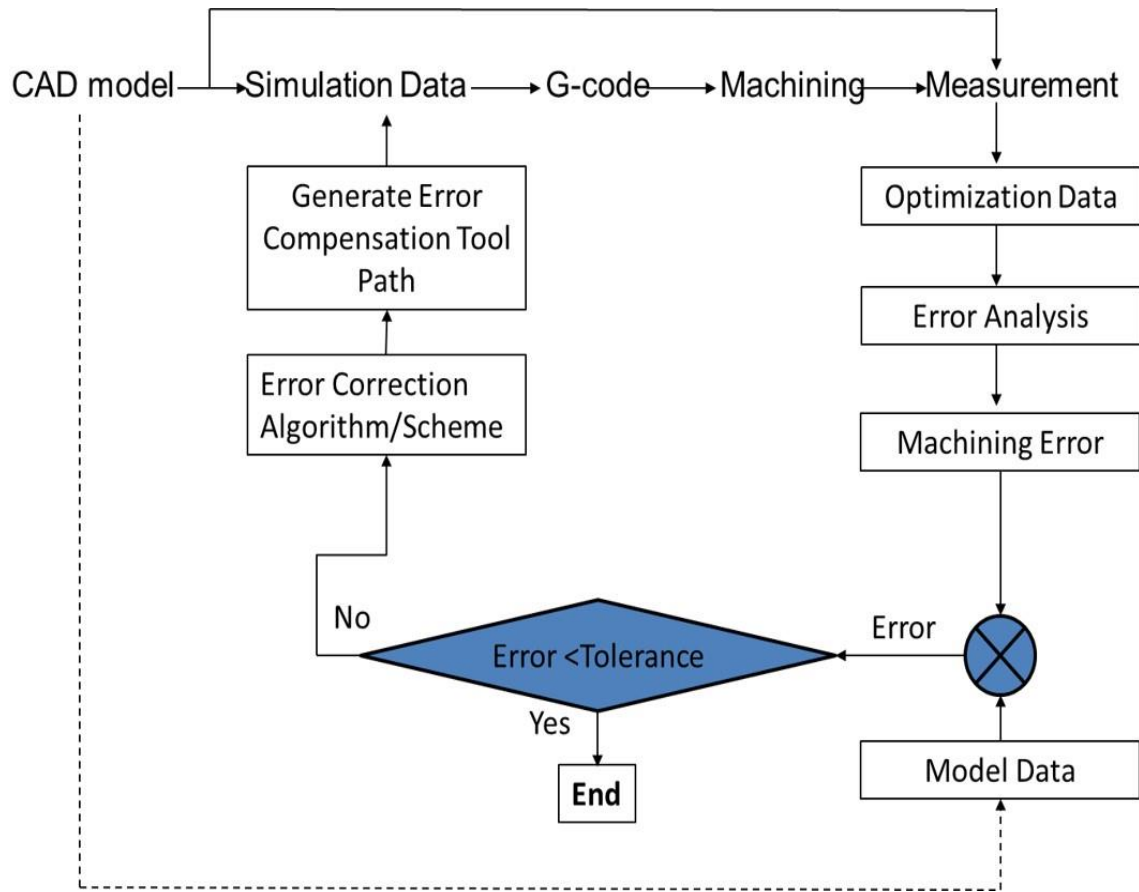 CAD model
Simulation Data
G-code
Machining
Measurement
Generate Error
Compensation Tool
Path
Optimization Data
Error Analysis
Error Correction
Algorithm/Scheme
Machining Error
No
Error <Tolerance
Error
Yes
End
Model Data